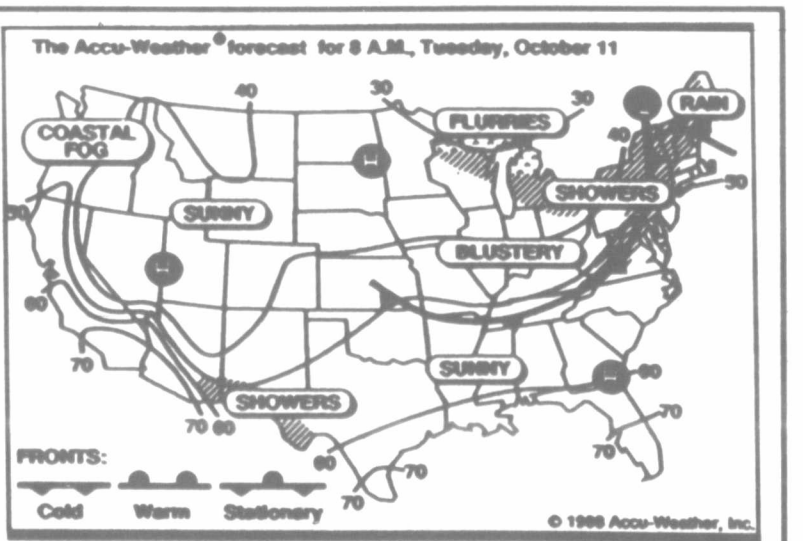 The Accu-Weather® forecast for 8 A.M., Tuesday, October 11
40
30
30
FLURRIES
RAIN
COASTAL
FOG
40
SHOWERS
50
SUNNY
50
BLUSTERY
60
70
SUNNY
60
SHOWERS
70 60
70
70
60
70
70
FRONTS:
Cold Warm Stationary
© 1988 Accu-Weather, Inc.